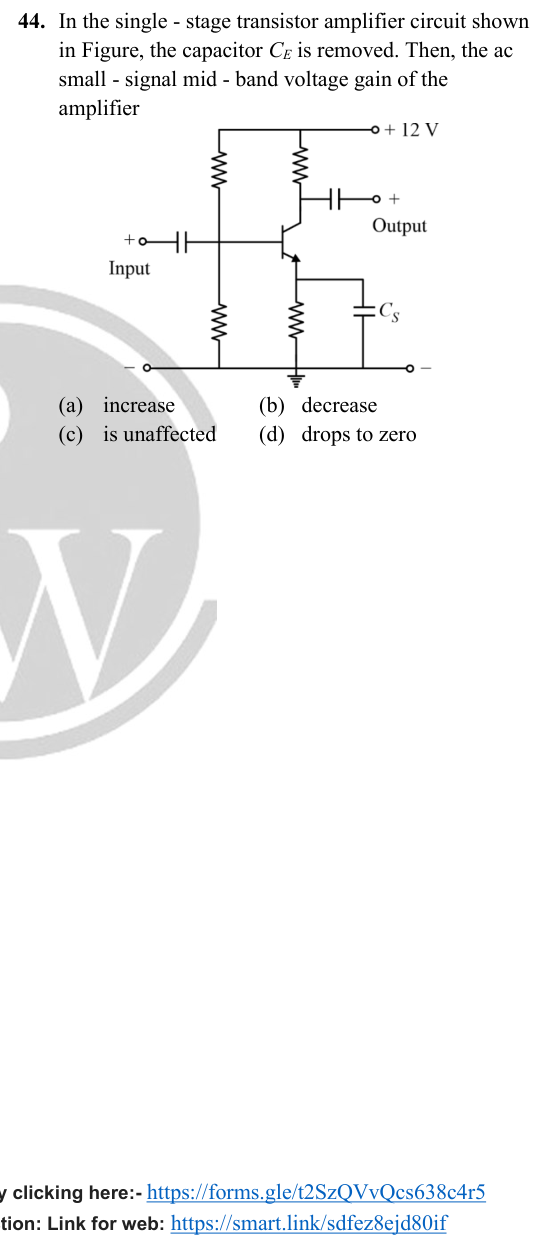 44. In the single - stage transistor amplifier circuit shown
in Figure, the capacitor C_E is removed. Then, the ac
small - signal mid - band voltage gain of the
amplifier
+ 12 V
+
Output
+
Input
C_S
−
−
(a) increase (b) decrease
(c) is unaffected (d) drops to zero
W
y clicking here:- https://forms.gle/t2SzQVvQcs638c4r5
tion: Link for web: https://smart.link/sdfez8ejd80if